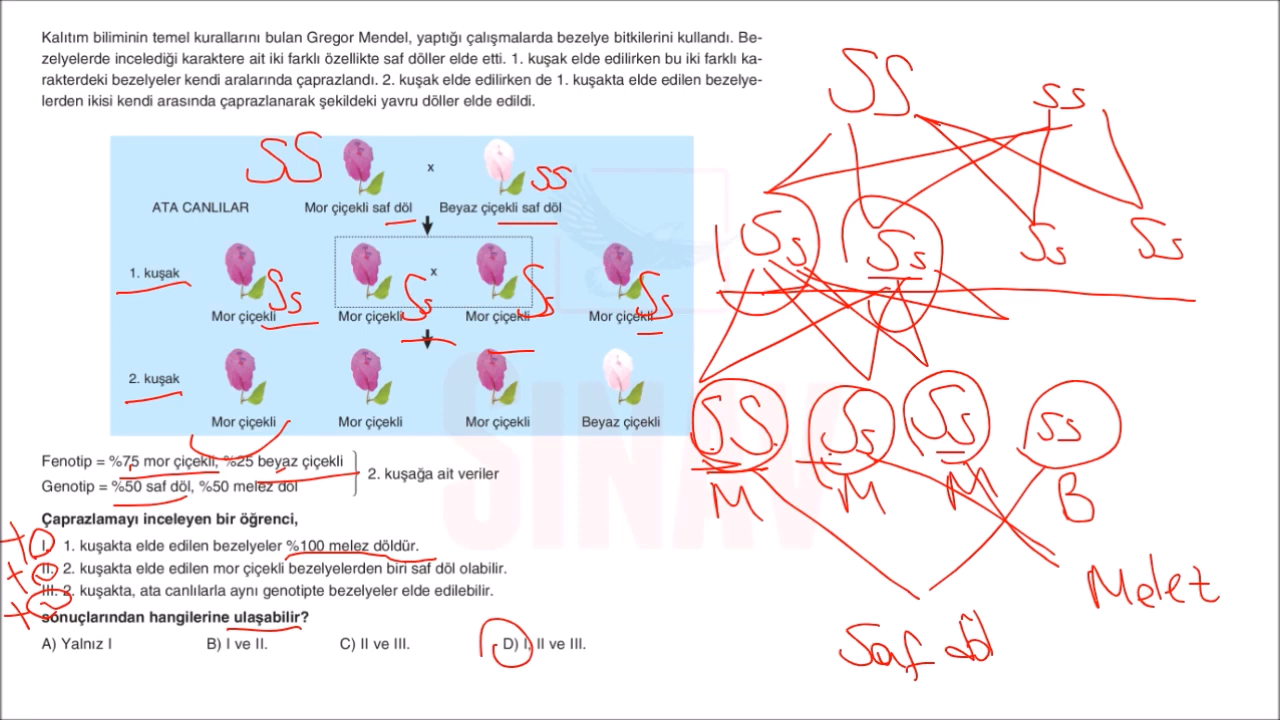 Kalıtım biliminin temel kurallarını bulan Gregor Mendel, yaptığı çalışmalarda bezelye bitkilerini kullandı. Be-
zelyelerde incelediği karaktere ait iki farklı özellikte saf döller elde etti. 1. kuşak elde edilirken bu iki farklı ka-
rakterdeki bezelyeler kendi aralarında çaprazlandı. 2. kuşak elde edilirken de 1. kuşakta elde edilen bezelye-
lerden ikisi kendi arasında çaprazlanarak şekildeki yavru döller elde edildi.
SS ss
SS x ss
ATA CANLILAR Mor çiçekli saf döl Beyaz çiçekli saf döl
Ss Ss Ss Ss
1. kuşak x
Ss Ss Ss Ss
Mor çiçekli Mor çiçekli Mor çiçekli Mor çiçekli
2. kuşak
Mor çiçekli Mor çiçekli Mor çiçekli Beyaz çiçekli
SS Ss Ss ss
M M M B
Fenotip = %75 mor çiçekli, %25 beyaz çiçekli
Genotip = %50 saf döl, %50 melez döl
2. kuşağa ait veriler
SINAV
Çaprazlamayı inceleyen bir öğrenci,
I. 1. kuşakta elde edilen bezelyeler %100 melez döldür.
II. 2. kuşakta elde edilen mor çiçekli bezelyelerden biri saf döl olabilir.
III. 2. kuşakta, ata canlılarla aynı genotipte bezelyeler elde edilebilir.
sonuçlarından hangilerine ulaşabilir?
A) Yalnız I B) I ve II. C) II ve III. D) I, II ve III.
Melez
Saf döl